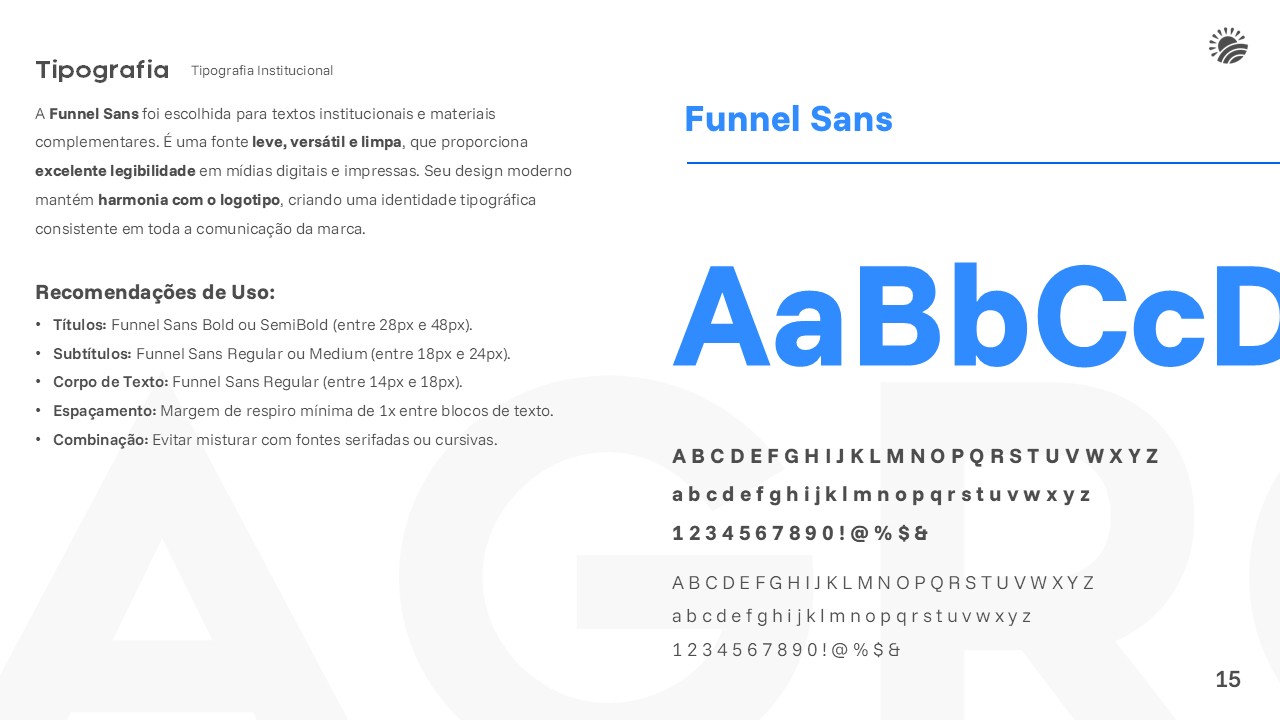 Tipografia Tipografia Institucional
A Funnel Sans foi escolhida para textos institucionais e materiais
complementares. É uma fonte leve, versátil e limpa, que proporciona
excelente legibilidade em mídias digitais e impressas. Seu design moderno
mantém harmonia com o logotipo, criando uma identidade tipográfica
consistente em toda a comunicação da marca.
Recomendações de Uso:
• Títulos: Funnel Sans Bold ou SemiBold (entre 28px e 48px).
• Subtítulos: Funnel Sans Regular ou Medium (entre 18px e 24px).
• Corpo de Texto: Funnel Sans Regular (entre 14px e 18px).
• Espaçamento: Margem de respiro mínima de 1x entre blocos de texto.
• Combinação: Evitar misturar com fontes serifadas ou cursivas.
Funnel Sans
AaBbCcD
A B C D E F G H I J K L M N O P Q R S T U V W X Y Z
a b c d e f g h i j k l m n o p q r s t u v w x y z
1 2 3 4 5 6 7 8 9 0 ! @ % $ &
A B C D E F G H I J K L M N O P Q R S T U V W X Y Z
a b c d e f g h i j k l m n o p q r s t u v w x y z
1 2 3 4 5 6 7 8 9 0 ! @ % $ &
AGR
15